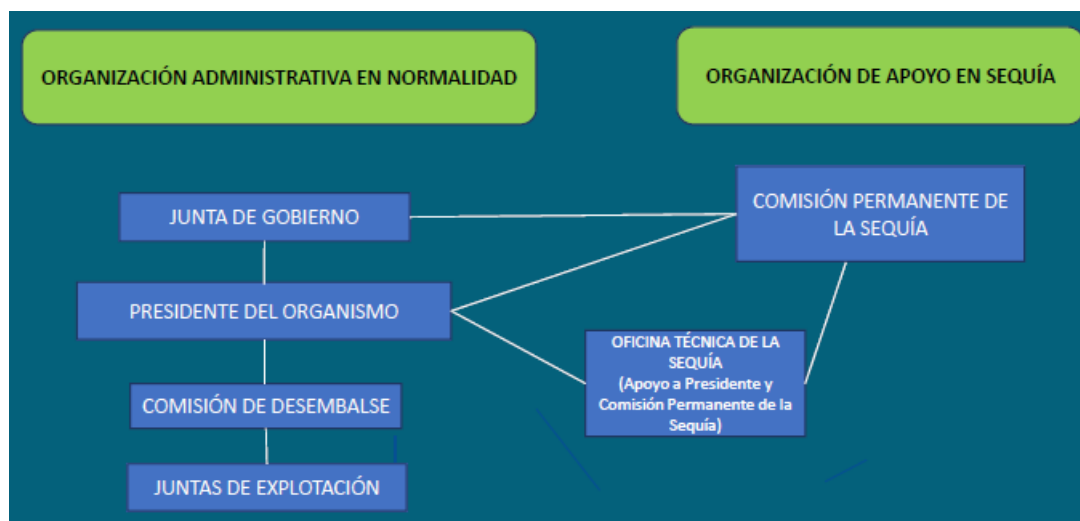 ORGANIZACIÓN ADMINISTRATIVA EN NORMALIDAD
ORGANIZACIÓN DE APOYO EN SEQUÍA
JUNTA DE GOBIERNO
COMISIÓN PERMANENTE DE
LA SEQUÍA
PRESIDENTE DEL ORGANISMO
OFICINA TÉCNICA DE LA
SEQUÍA
(Apoyo a Presidente y
Comisión Permanente de la
Sequía)
COMISIÓN DE DESEMBALSE
JUNTAS DE EXPLOTACIÓN